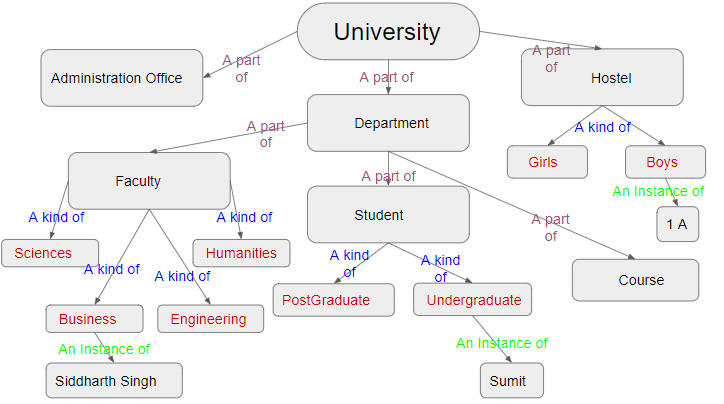 University
A part
of
A part of
A part
of
Administration Office
Hostel
Department
A part
of
A kind of
Girls
Boys
Faculty
A part of
An Instance of
Student
1 A
A kind of
A kind of
A part
of
Sciences
Humanities
A kind of
A kind of
A kind
of
A kind
of
Course
Business
Engineering
PostGraduate
Undergraduate
An Instance of
An Instance of
Siddharth Singh
Sumit